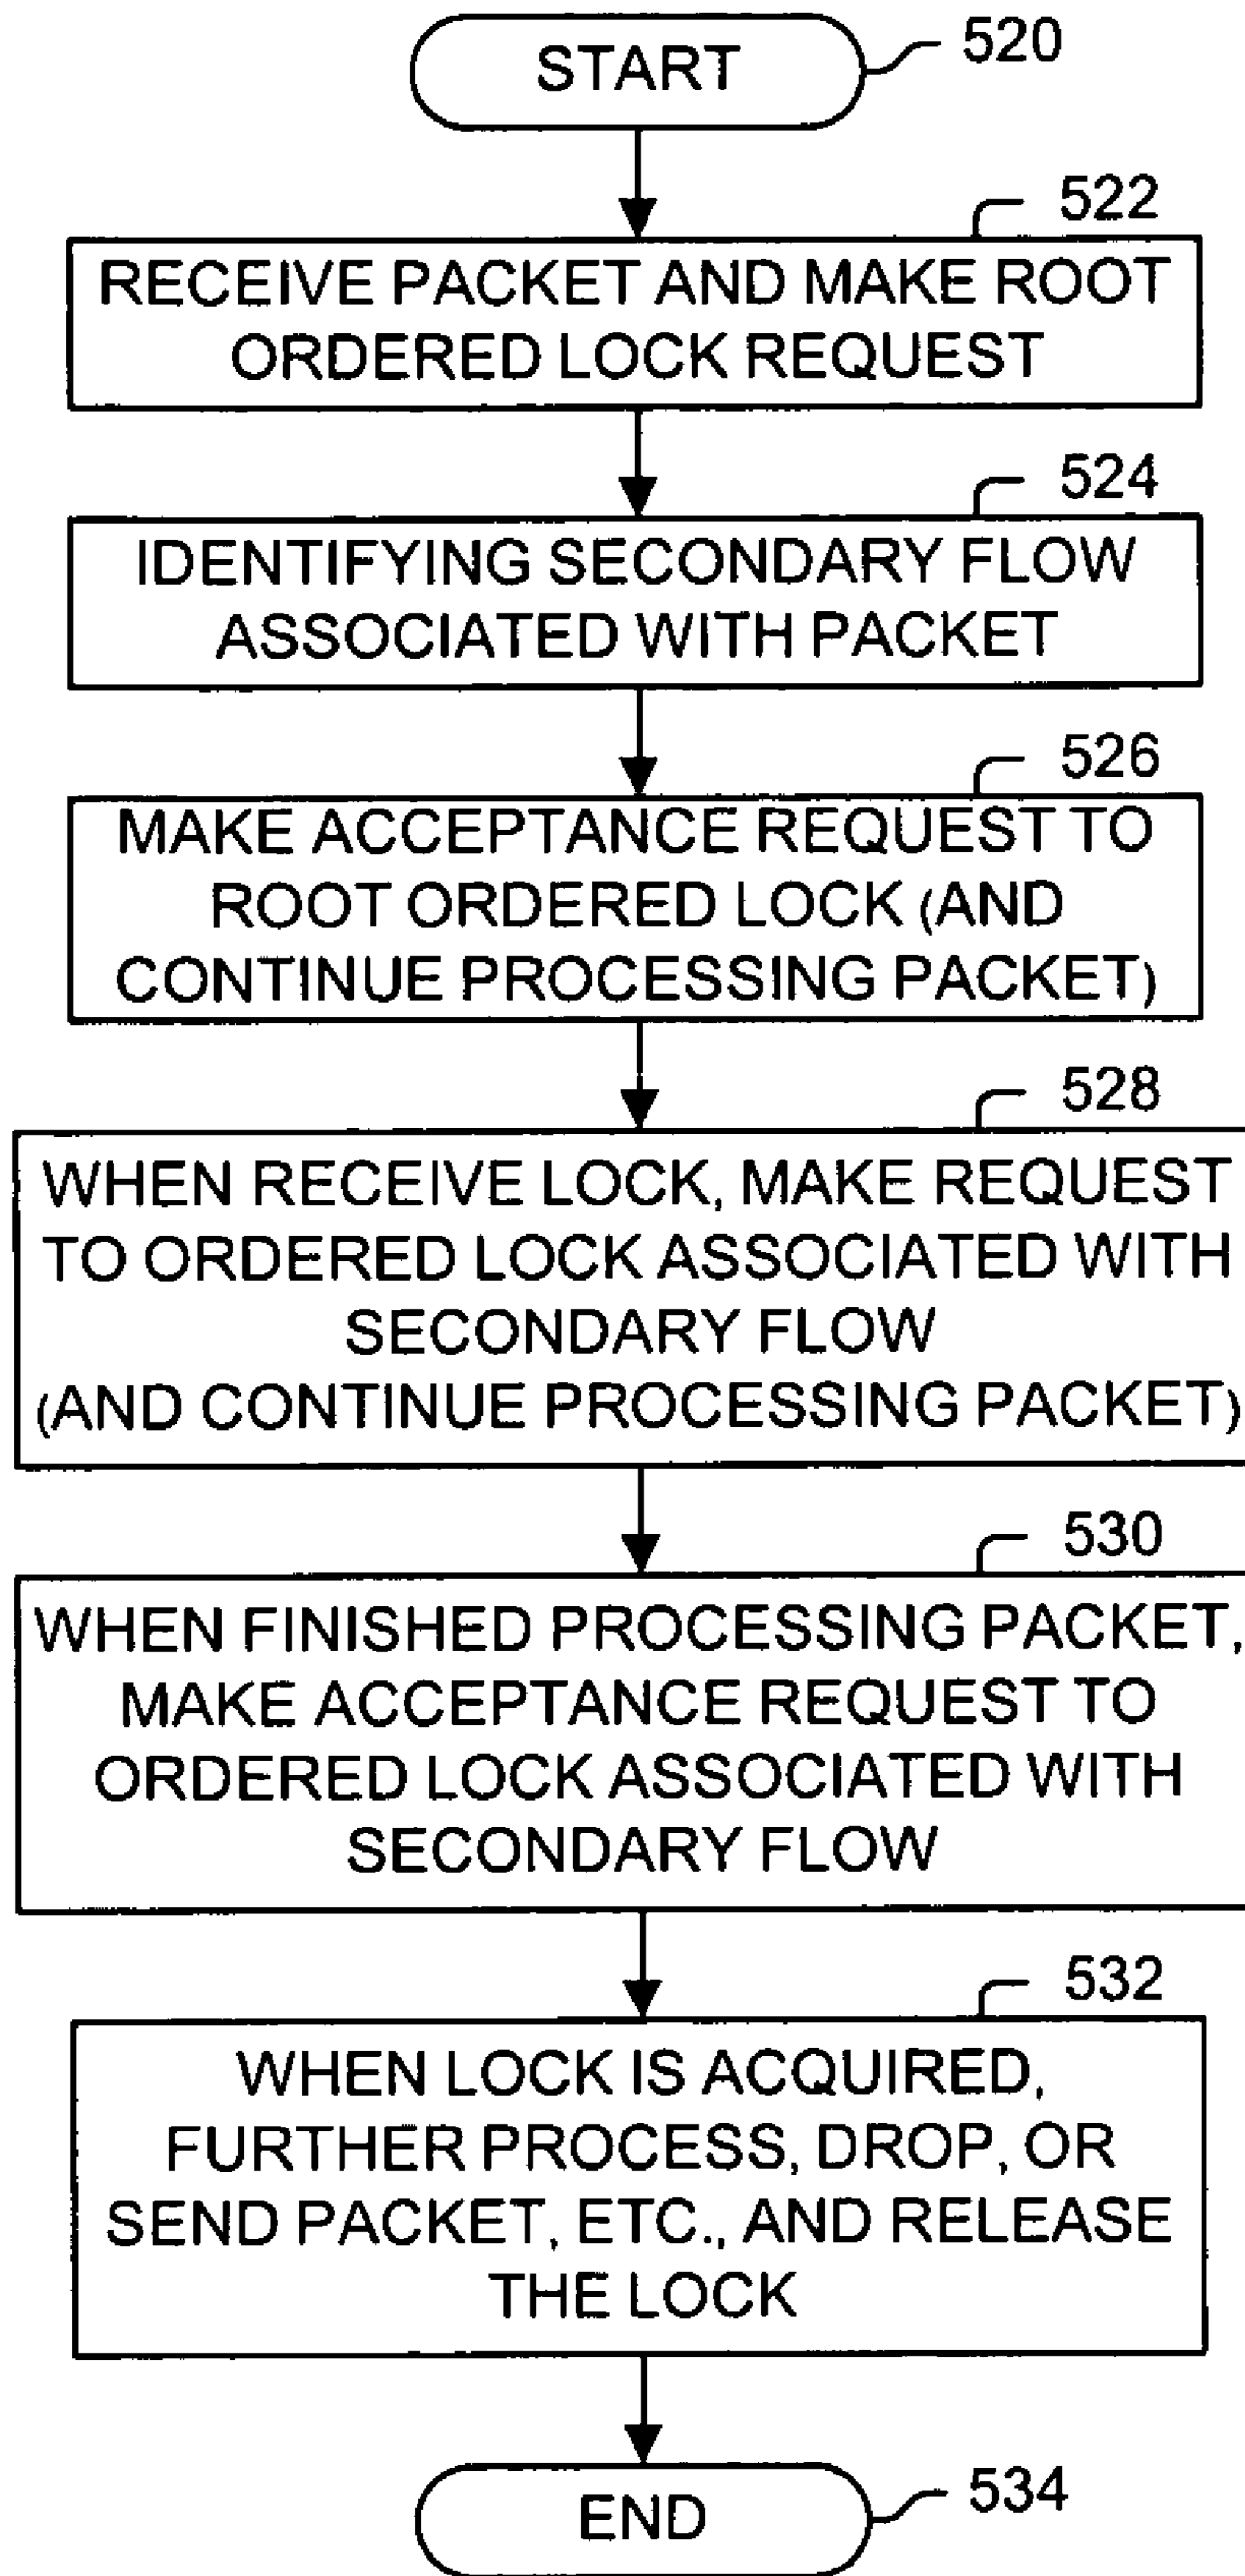 START
520
522
RECEIVE PACKET AND MAKE ROOT
ORDERED LOCK REQUEST
524
IDENTIFYING SECONDARY FLOW
ASSOCIATED WITH PACKET
526
MAKE ACCEPTANCE REQUEST TO
ROOT ORDERED LOCK (AND
CONTINUE PROCESSING PACKET)
528
WHEN RECEIVE LOCK, MAKE REQUEST
TO ORDERED LOCK ASSOCIATED WITH
SECONDARY FLOW
(AND CONTINUE PROCESSING PACKET)
530
WHEN FINISHED PROCESSING PACKET,
MAKE ACCEPTANCE REQUEST TO
ORDERED LOCK ASSOCIATED WITH
SECONDARY FLOW
532
WHEN LOCK IS ACQUIRED,
FURTHER PROCESS, DROP, OR
SEND PACKET, ETC., AND RELEASE
THE LOCK
END
534